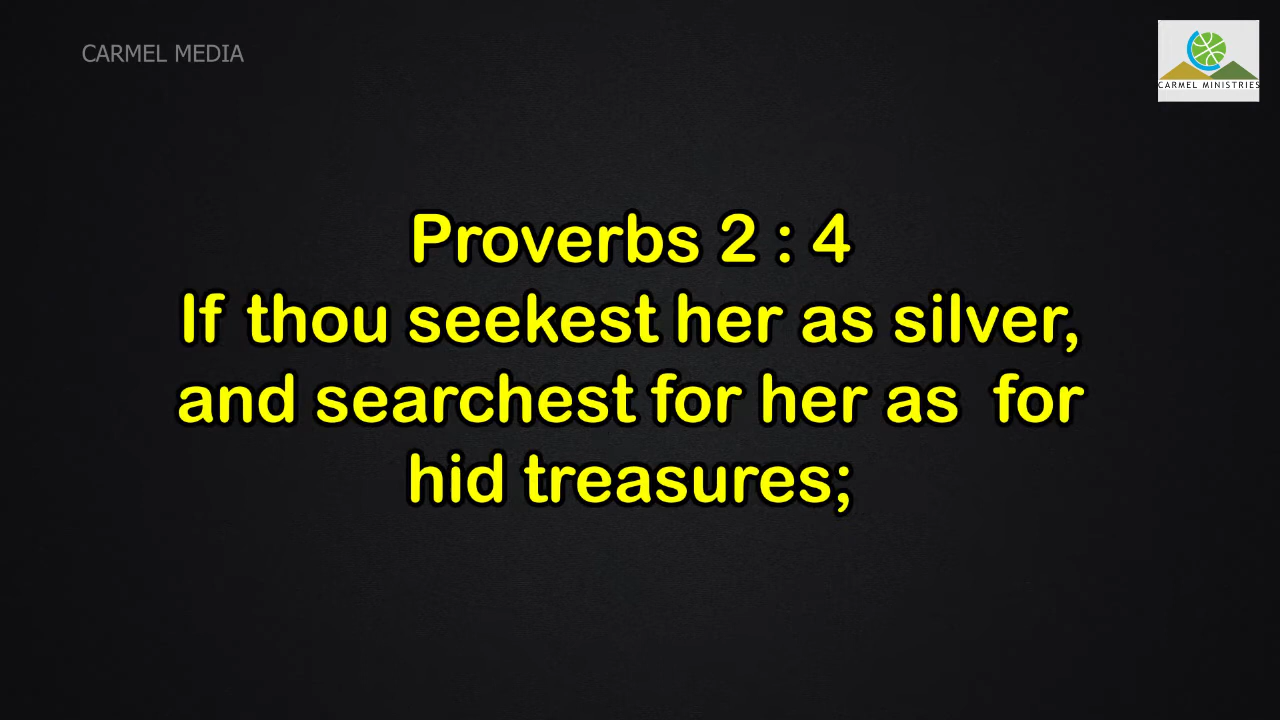 CARMEL MEDIA
CARMEL MINISTRIES
Proverbs 2 : 4
If thou seekest her as silver,
and searchest for her as  for
hid treasures;